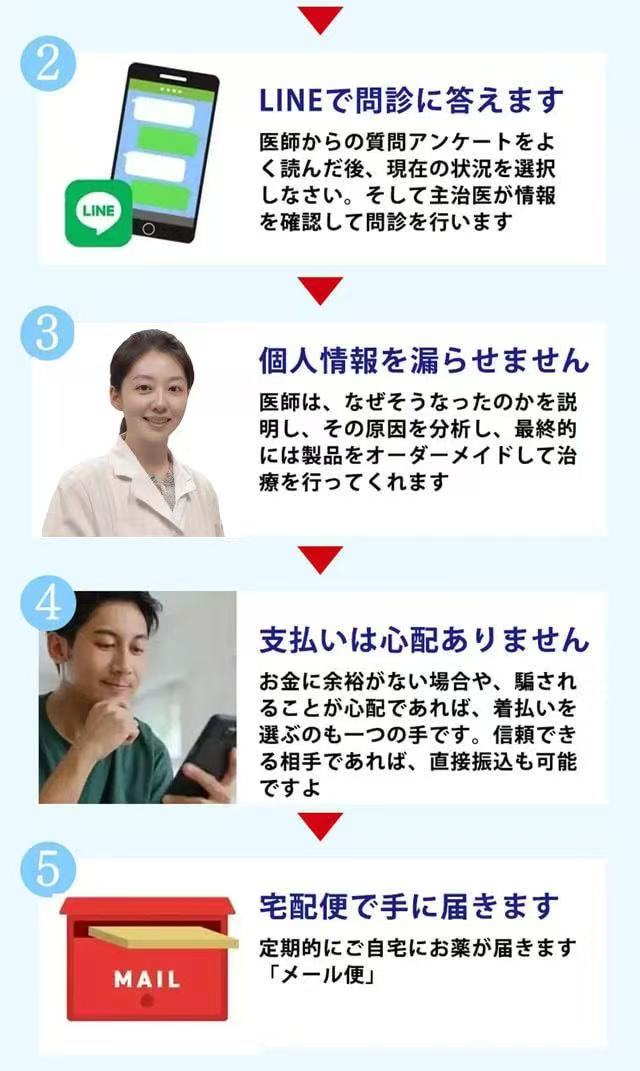 2
LINEで問診に答えます
医師からの質問アンケートをよ
く読んだ後、現在の状況を選択
しなさい。そして主治医が情報
を確認して問診を行います
LINE
3
個人情報を漏らせません
医師は、なぜそうなったのかを説
明し、その原因を分析し、最終的
には製品をオーダーメイドして治
療を行ってくれます
4
支払いは心配ありません
お金に余裕がない場合や、騙され
ることが心配であれば、着払いを
選ぶのも一つの手です。信頼でき
る相手であれば、直接振込も可能
ですよ
5
宅配便で手に届きます
定期的にご自宅にお薬が届きます
「メール便」
MAIL